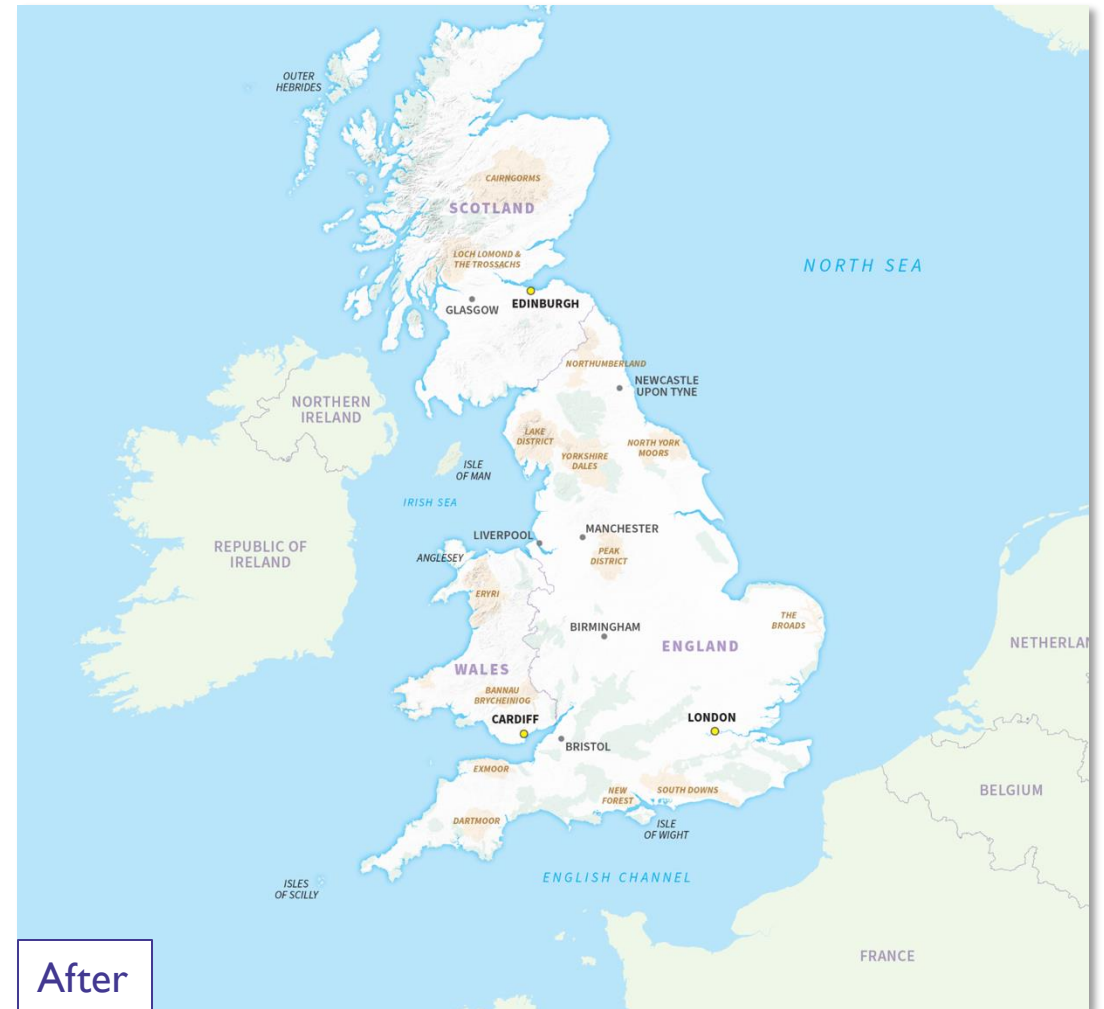 OUTER
HEBRIDES
CAIRNGORMS
SCOTLAND
LOCH LOMOND &
THE TROSSACHS
NORTH SEA
GLASGOW
EDINBURGH
NORTHUMBERLAND
NEWCASTLE
UPON TYNE
NORTHERN
IRELAND
LAKE
DISTRICT
YORKSHIRE
DALES
NORTH YORK
MOORS
ISLE
OF MAN
IRISH SEA
LIVERPOOL
MANCHESTER
REPUBLIC OF
IRELAND
ANGLESEY
PEAK
DISTRICT
ERYRI
THE
BROADS
BIRMINGHAM
ENGLAND
NETHERLAN
WALES
BANNAU
BRYCHEINIOG
CARDIFF
LONDON
BRISTOL
EXMOOR
NEW
FOREST
SOUTH DOWNS
BELGIUM
DARTMOOR
ISLE
OF WIGHT
ISLES
OF SCILLY
ENGLISH CHANNEL
FRANCE
After